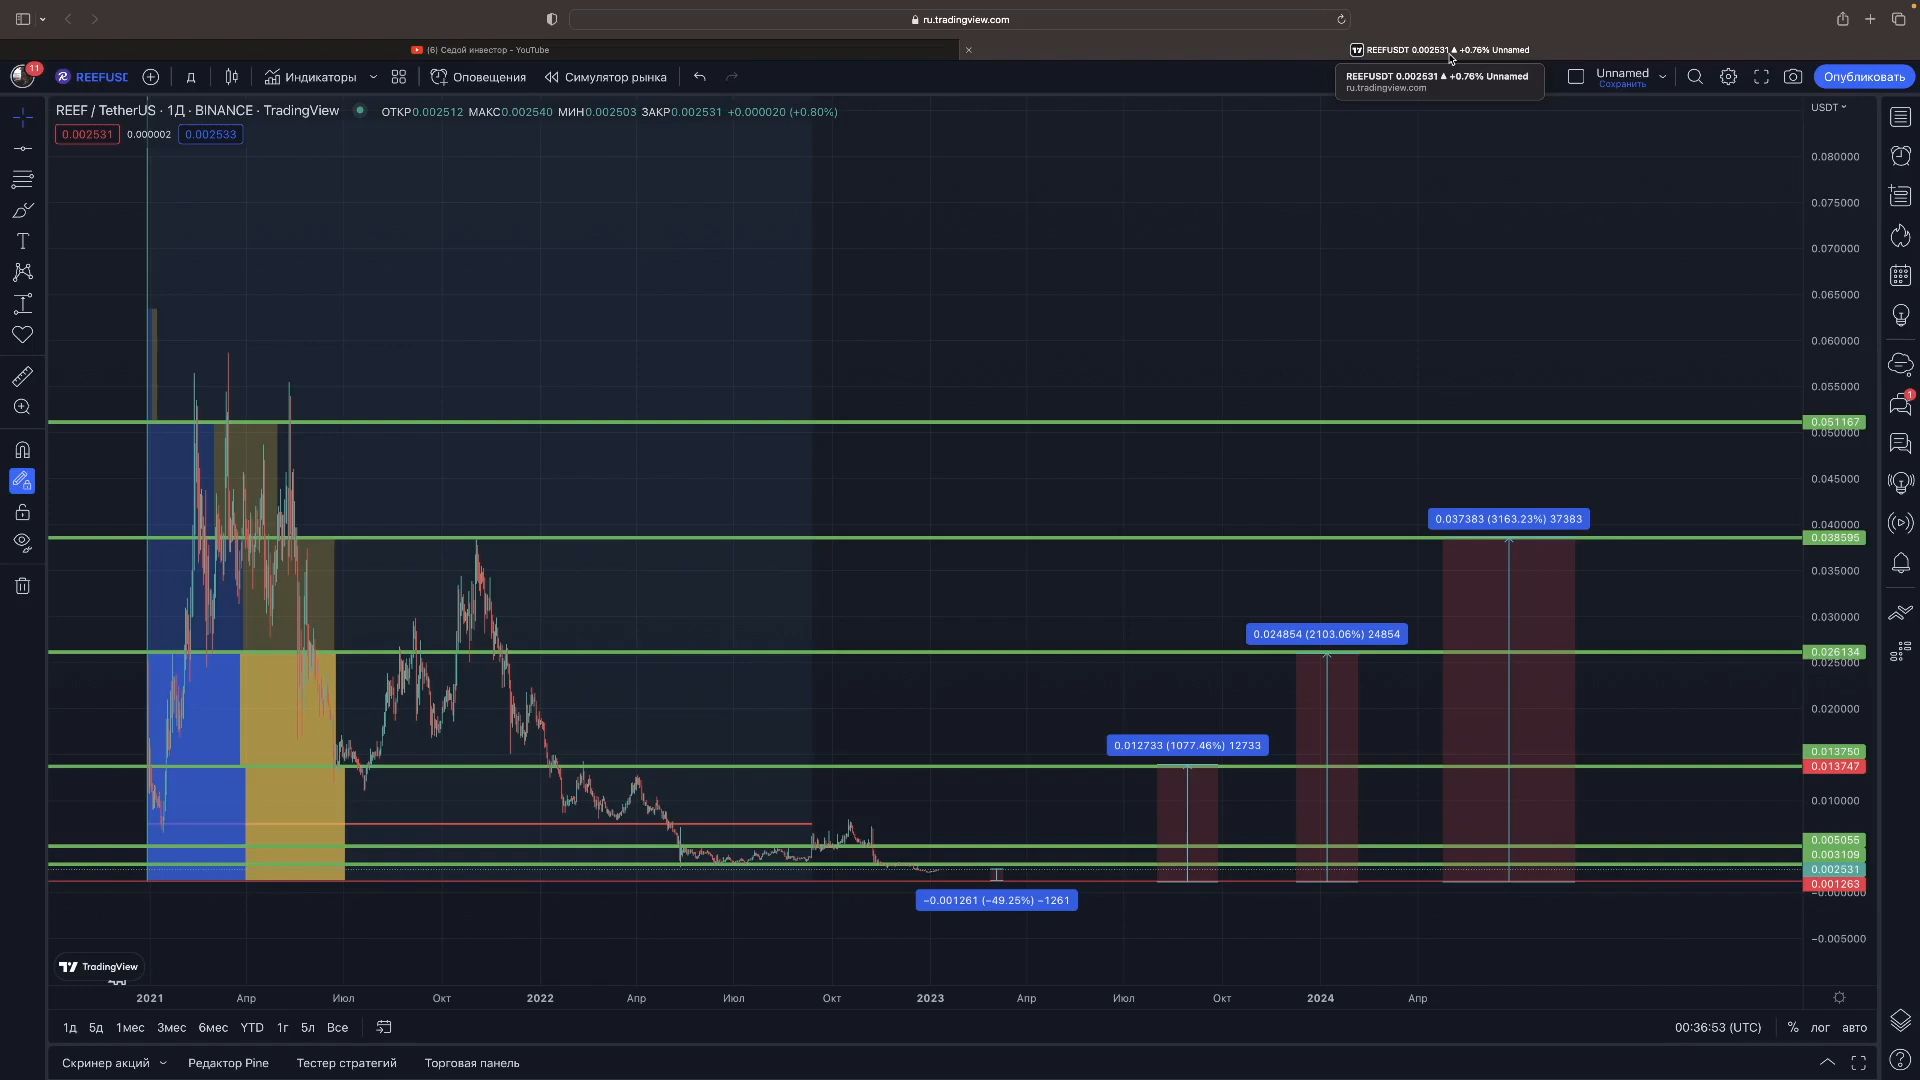 ru.tradingview.com
(6) Седой инвестор - YouTube
REEFUSDT 0.002531 ▲ +0.76% Unnamed
11
REEFUSD
Д
Индикаторы
Оповещения
Симулятор рынка
REEFUSDT 0.002531 ▲ +0.76% Unnamed
ru.tradingview.com
Unnamed
Сохранить
Опубликовать
REEF / TetherUS · 1Д · BINANCE · TradingView
ОТКР0.002512 МАКС0.002540 МИН0.002503 ЗАКР0.002531 +0.000020 (+0.80%)
0.002531
0.000002
0.002533
USDT
0.080000
0.075000
0.070000
0.065000
0.060000
0.055000
0.051167
0.050000
0.045000
0.040000
0.038595
0.035000
0.030000
0.026134
0.025000
0.020000
0.013750
0.013747
0.010000
0.005055
0.003109
0.002531
0.001263
−0.000000
−0.005000
1
0.037383 (3163.23%) 37383
0.024854 (2103.06%) 24854
0.012733 (1077.46%) 12733
−0.001261 (−49.25%) −1261
TradingView
2021
Апр
Июл
Окт
2022
Апр
Июл
Окт
2023
Апр
Июл
Окт
2024
Апр
1д 5д 1мес 3мес 6мес YTD 1г 5л Все
00:36:53 (UTC)
% лог авто
Скринер акций
Редактор Pine
Тестер стратегий
Торговая панель